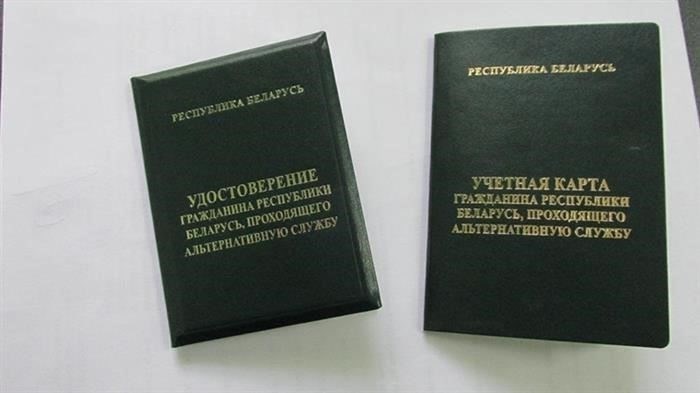 РЕСПУБЛИКА БЕЛАРУСЬ
УДОСТОВЕРЕНИЕ
ГРАЖДАНИНА РЕСПУБЛИКИ
БЕЛАРУСЬ, ПРОХОДЯЩЕГО
АЛЬТЕРНАТИВНУЮ СЛУЖБУ
РЕСПУБЛИКА БЕЛАРУСЬ
УЧЕТНАЯ КАРТА
ГРАЖДАНИНА РЕСПУБЛИКИ
БЕЛАРУСЬ, ПРОХОДЯЩЕГО
АЛЬТЕРНАТИВНУЮ СЛУЖБУ